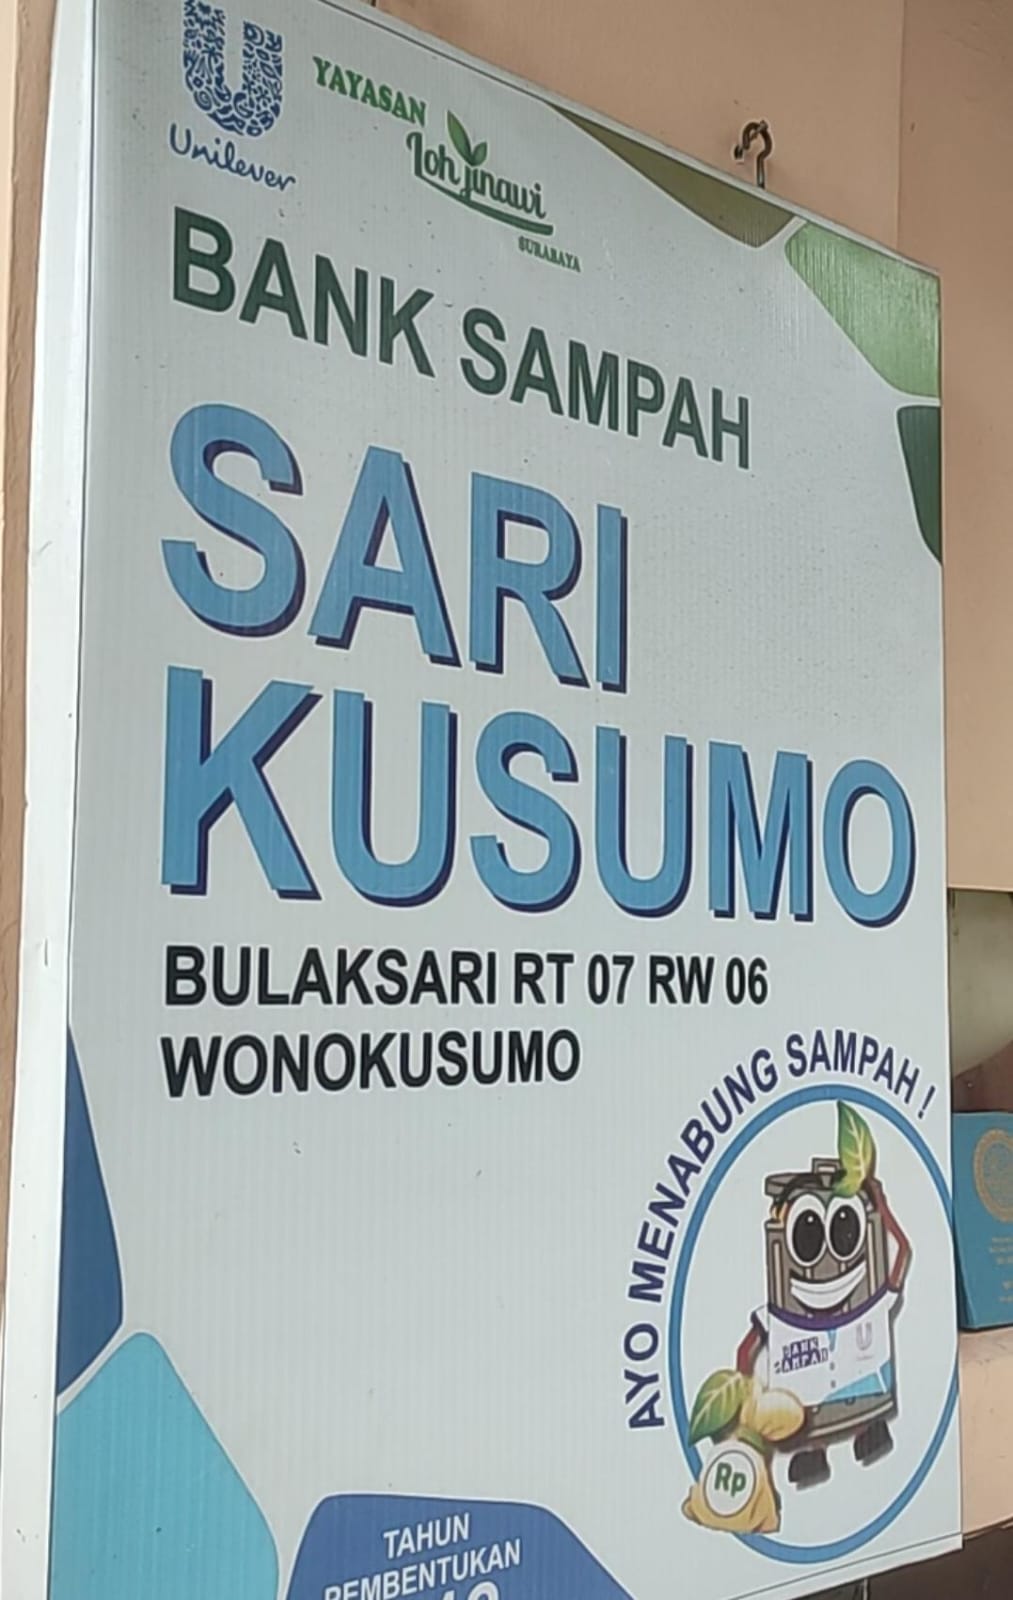 Unilever
YAYASAN
Loh Jinawi
SURABAYA
BANK SAMPAH
SARI
KUSUMO
BULAKSARI RT 07 RW 06
WONOKUSUMO
AYO MENABUNG SAMPAH !
BANK
SAMPAH
Rp
TAHUN
PEMBENTUKAN